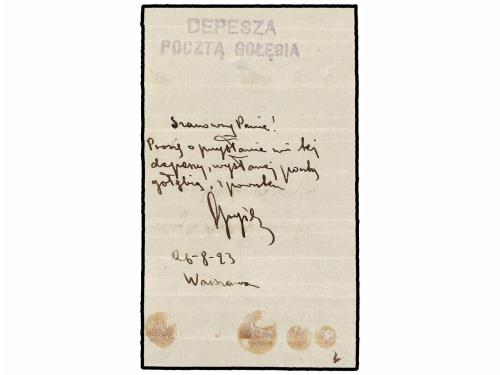 DEPESZA
POCZTĄ GOŁĘBIA
Szanowny Panie!
Proszę o przysłanie mi tej
depeszy, wysłanej pocztą
gołębią, z powrotem
26-8-23
Warszawa